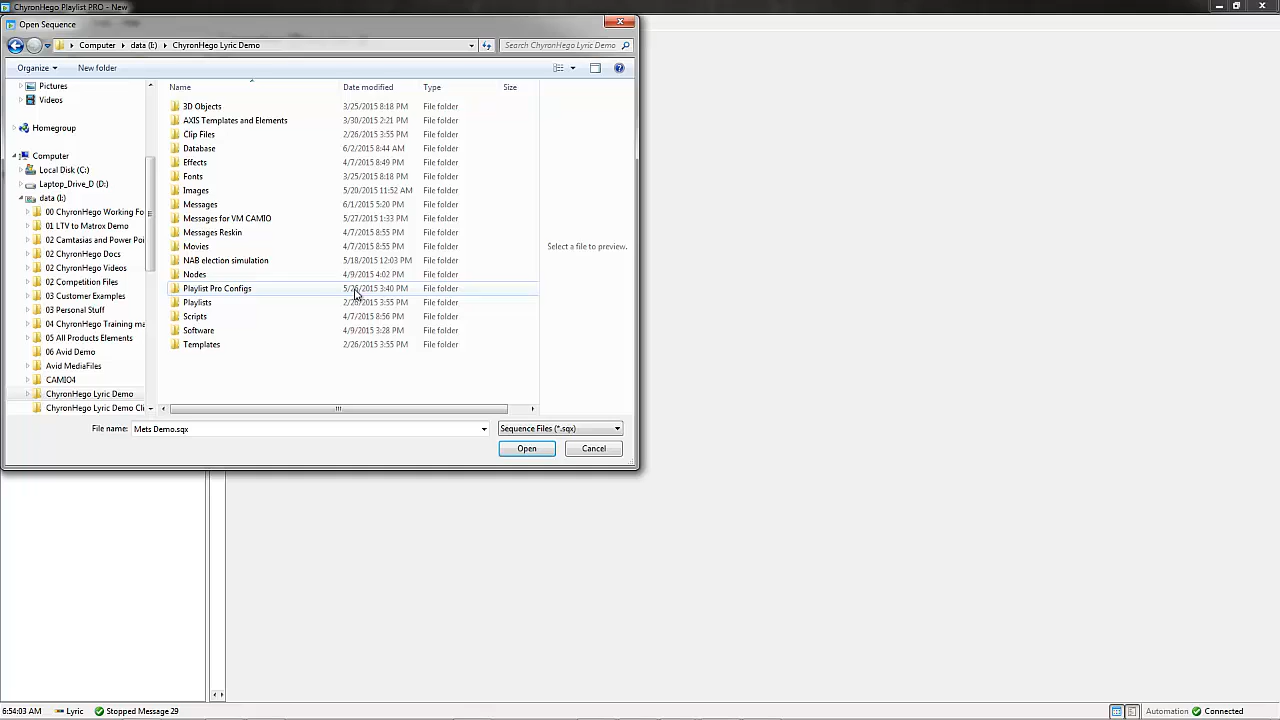 ChyronHego Playlist PRO - New
Open Sequence
Computer data (E:) ChyronHego Lyric Demo
Search ChyronHego Lyric Demo
Organize New folder
Name Date modified Type Size
Pictures
Videos
Homegroup
Computer
Local Disk (C:)
Laptop_Drive_D (D:)
data (I:)
00 ChyronHego Working Fo
01 LTV to Matrox Demo
02 Camtasias and Power Poi
02 ChyronHego Docs
02 ChyronHego Videos
02 Competition Files
03 Customer Examples
03 Personal Stuff
04 ChyronHego Training ma
05 All Products Elements
06 Avid Demo
Avid MediaFiles
CAMIO4
ChyronHego Lyric Demo
ChyronHego Lyric Demo Cli
3D Objects 3/25/2015 8:18 PM File folder
AXIS Templates and Elements 3/30/2015 2:21 PM File folder
Clip Files 2/26/2015 3:55 PM File folder
Database 6/2/2015 8:44 AM File folder
Effects 4/7/2015 8:49 PM File folder
Fonts 3/25/2015 8:18 PM File folder
Images 5/20/2015 11:52 AM File folder
Messages 6/1/2015 5:20 PM File folder
Messages for VM CAMIO 5/27/2015 1:33 PM File folder
Messages Reskin 4/7/2015 8:55 PM File folder
Movies 4/7/2015 8:55 PM File folder
NAB election simulation 5/18/2015 12:03 PM File folder
Nodes 4/9/2015 4:02 PM File folder
Playlist Pro Configs 5/26/2015 3:40 PM File folder
Playlists 2/26/2015 3:55 PM File folder
Scripts 4/7/2015 8:56 PM File folder
Software 4/9/2015 3:28 PM File folder
Templates 2/26/2015 3:55 PM File folder
Select a file to preview.
File name: Mets Demo.sqx
Sequence Files (*.sqx)
Open Cancel
6:54:03 AM Lyric Stopped Message 29
Automation Connected